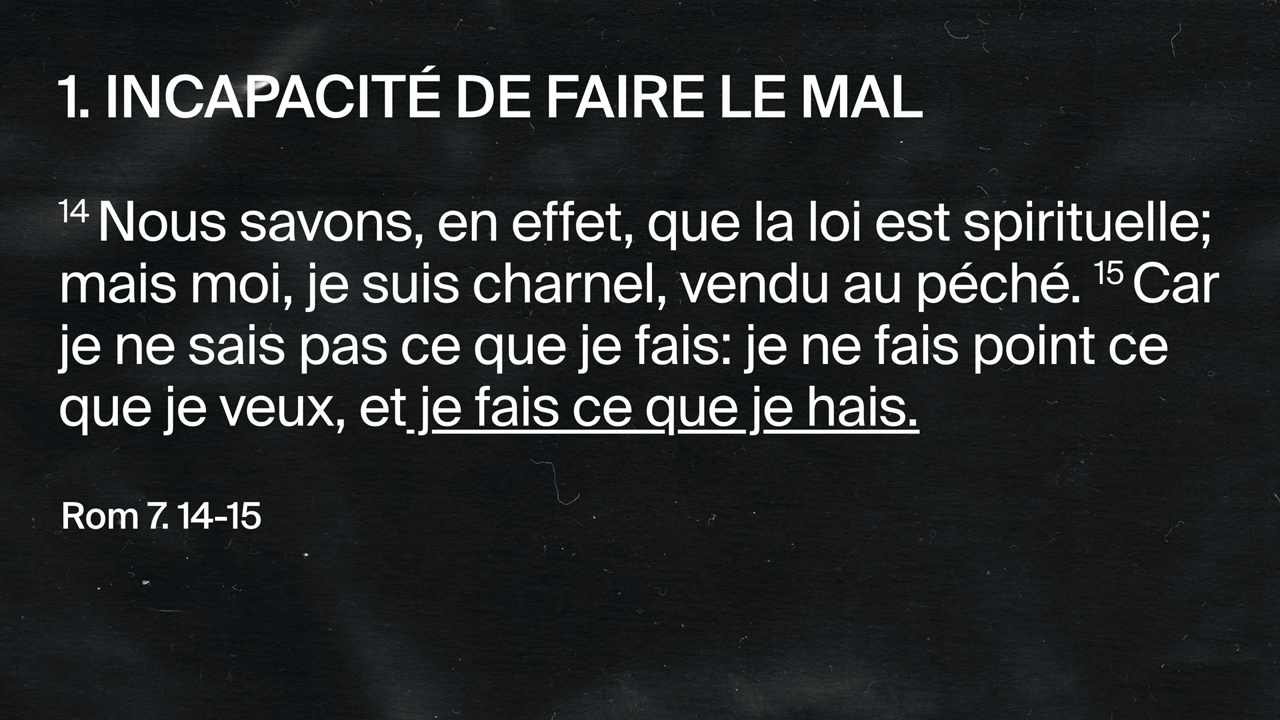 1. INCAPACITÉ DE FAIRE LE MAL
14 Nous savons, en effet, que la loi est spirituelle;
mais moi, je suis charnel, vendu au péché. 15 Car
je ne sais pas ce que je fais: je ne fais point ce
que je veux, et je fais ce que je hais.
Rom 7. 14-15